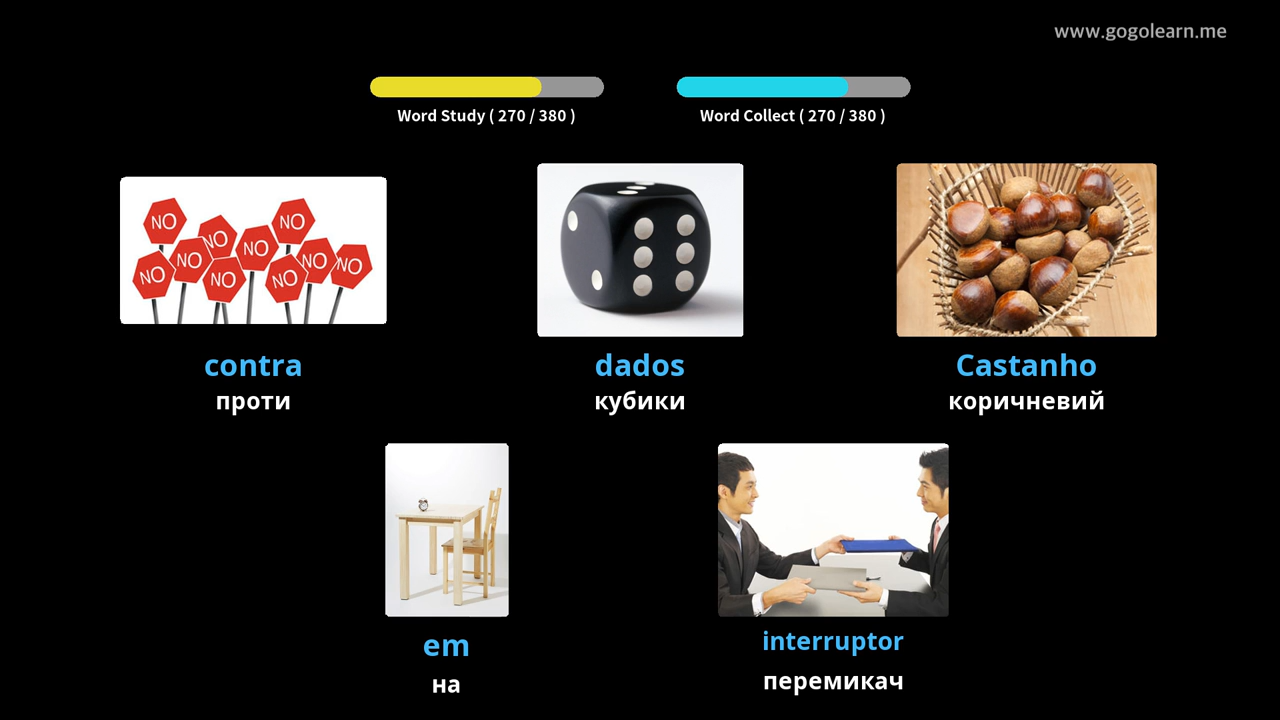 www.gogolearn.me
Word Study ( 270 / 380 )
Word Collect ( 270 / 380 )
NO
NO
NO
NO
NO
NO
NO
NO
NO
NO
contra
проти
dados
кубики
Castanho
коричневий
em
на
interruptor
перемикач